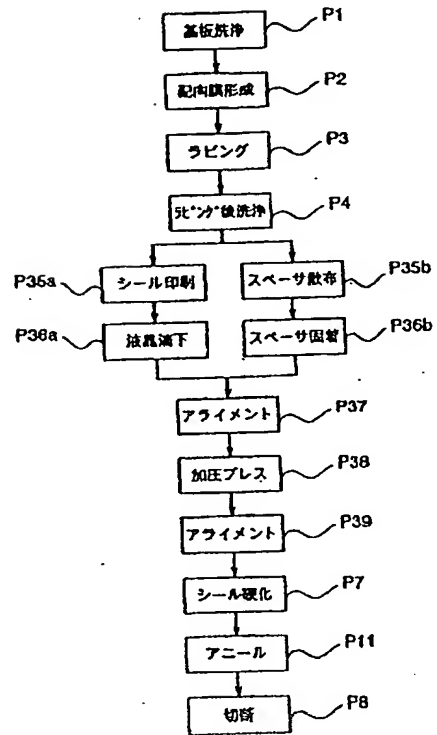 基板洗浄 P1
配向膜形成 P2
ラビング P3
ラビング後洗浄 P4
P35a シール印刷
スペーサ散布 P35b
P36a 液晶滴下
スペーサ固着 P36b
アライメント P37
加圧プレス P38
アライメント P39
シール硬化 P7
アニール P11
切断 P8